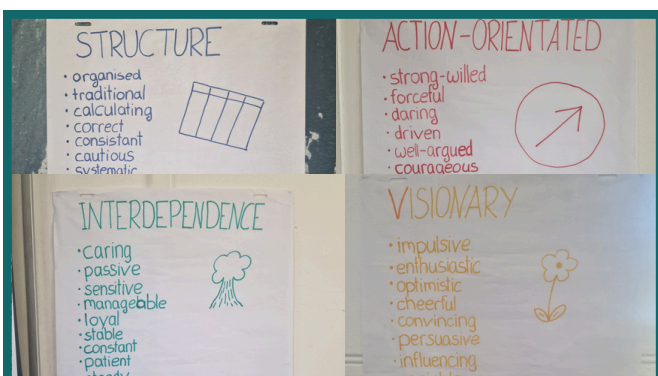 STRUCTURE
• organised
• traditional
• calculating
• correct
• consistant
• cautious
• systematic
ACTION-ORIENTATED
• strong-willed
• forceful
• daring
• driven
• well-argued
• courageous
INTERDEPENDENCE
• caring
• passive
• sensitive
• manageable
• loyal
• stable
• constant
• patient
VISIONARY
• impulsive
• enthusiastic
• optimistic
• cheerful
• convincing
• persuasive
• influencing